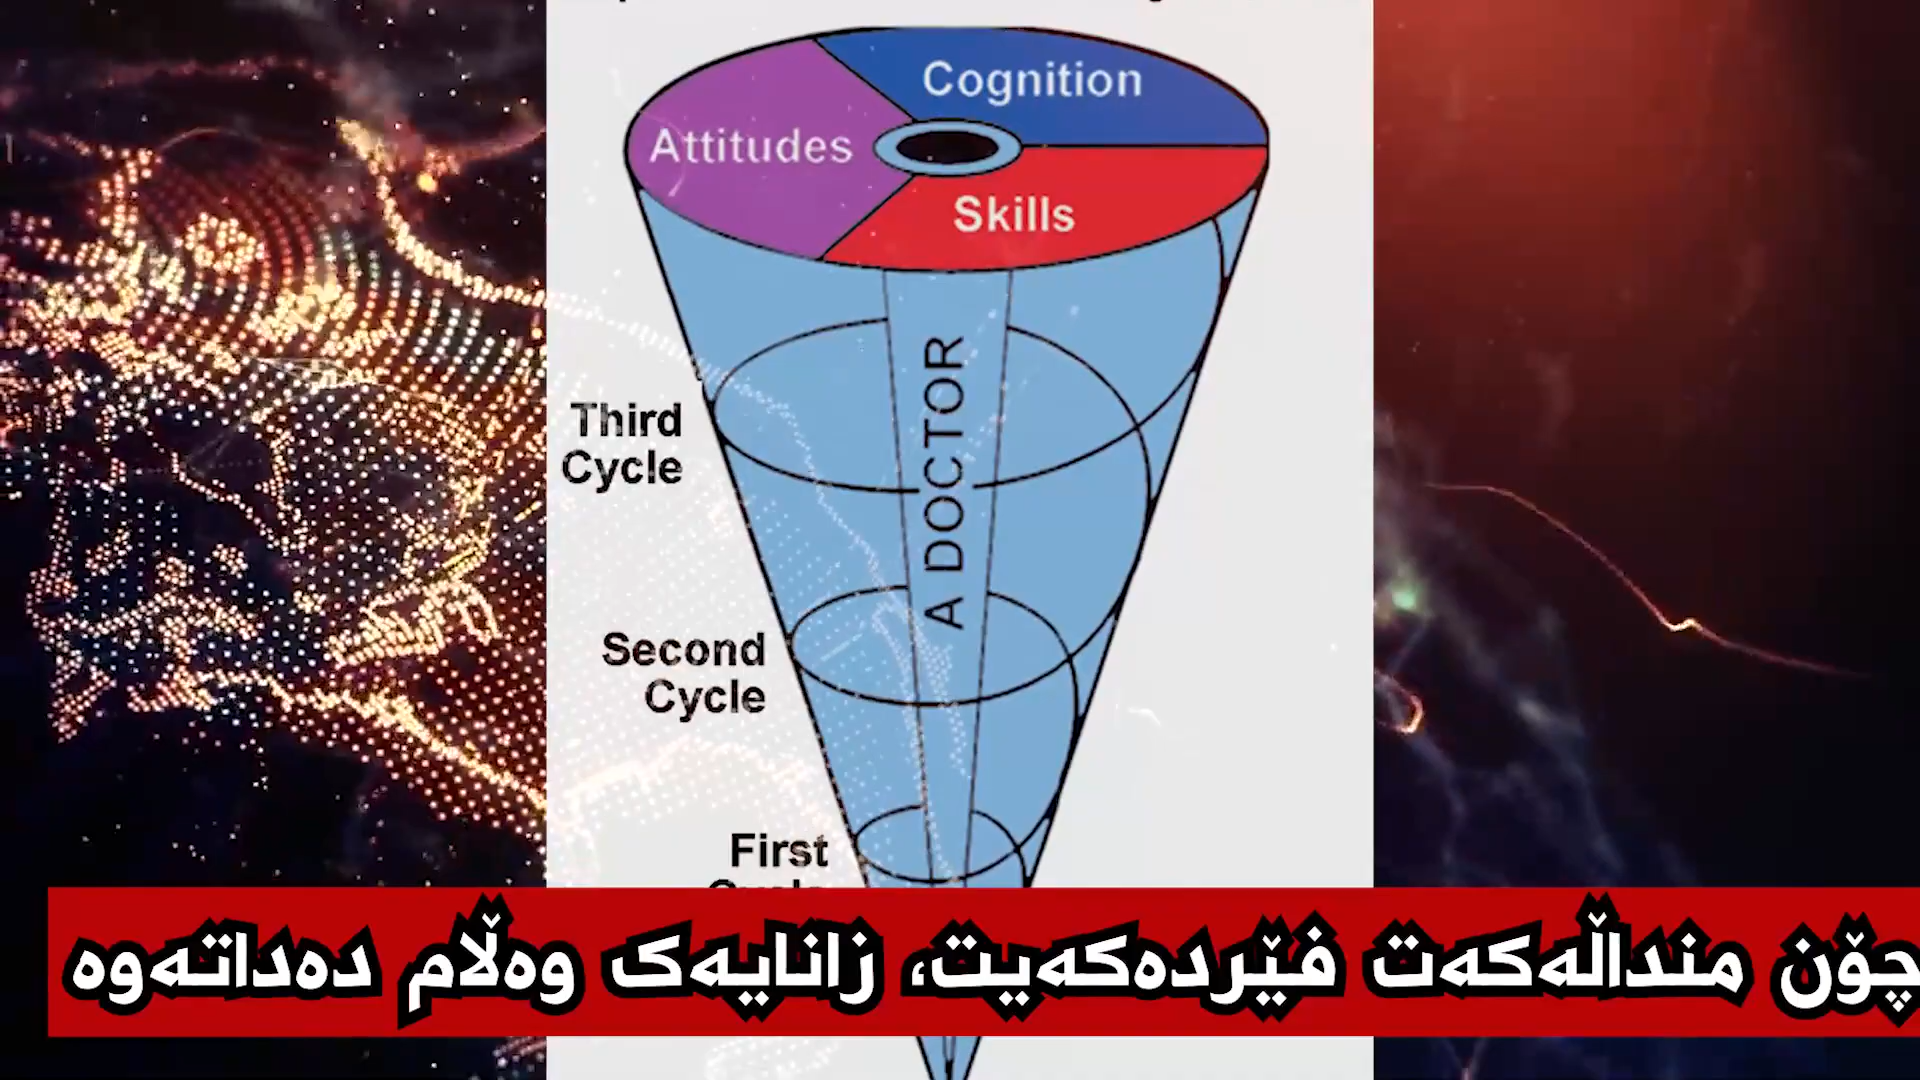 Cognition
Attitudes
Skills
A DOCTOR
Third
Cycle
Second
Cycle
First
چۆن منداڵەکەت فێردەکەیت، زانایەک وەڵام دەداتەوە